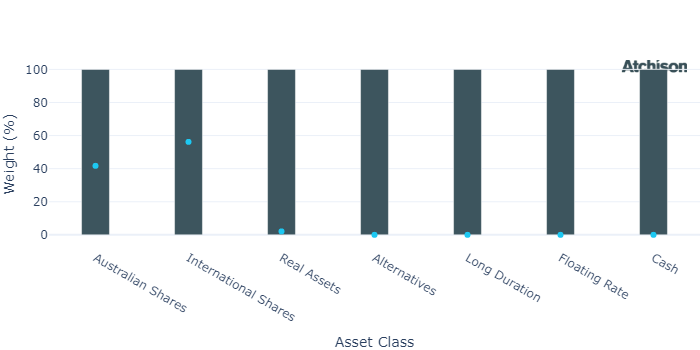 Atchison
100
80
60
40
20
0
Weight (%)
Australian Shares
International Shares
Real Assets
Alternatives
Long Duration
Floating Rate
Cash
Asset Class